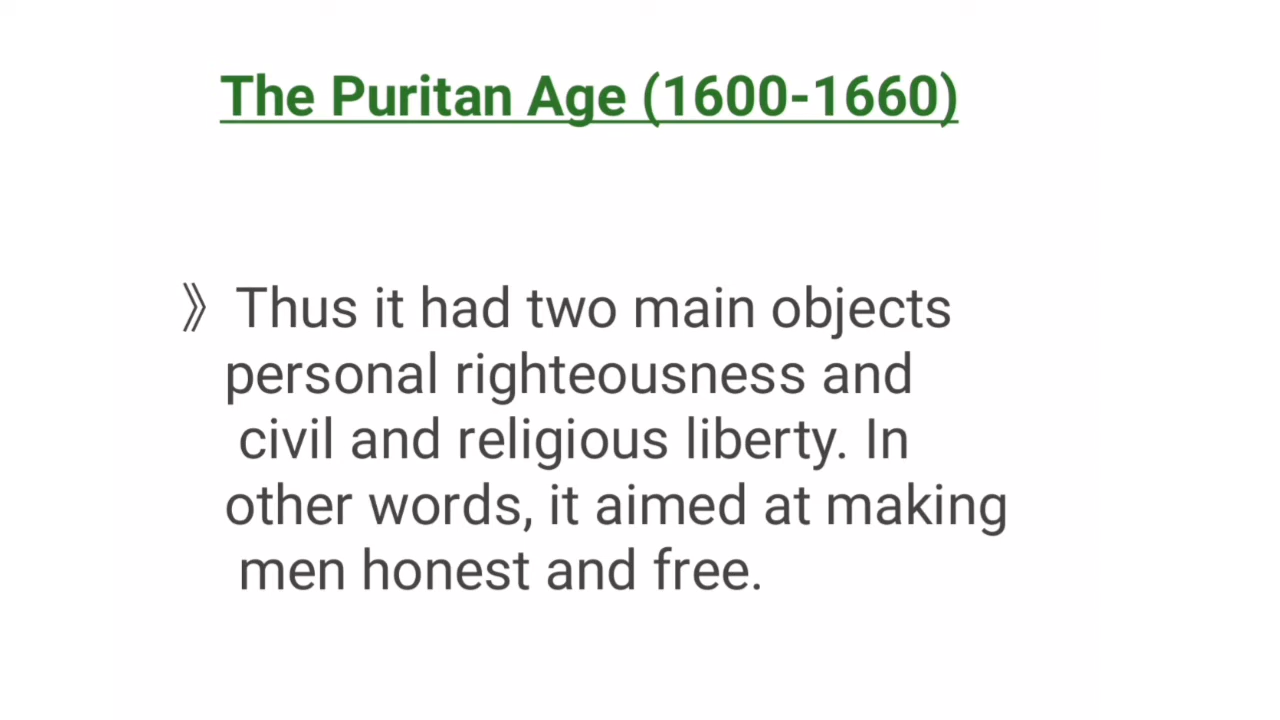 The Puritan Age (1600-1660)
》Thus it had two main objects
personal righteousness and
civil and religious liberty. In
other words, it aimed at making
men honest and free.